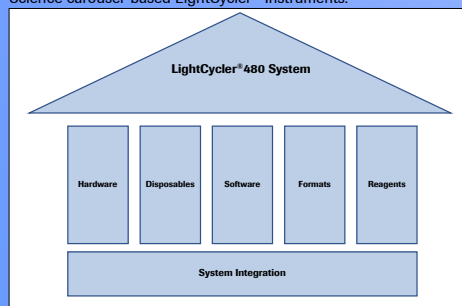 Science carousel-based LightCycler® Instruments.
LightCycler®480 System
Hardware Disposables Software Formats Reagents
System Integration